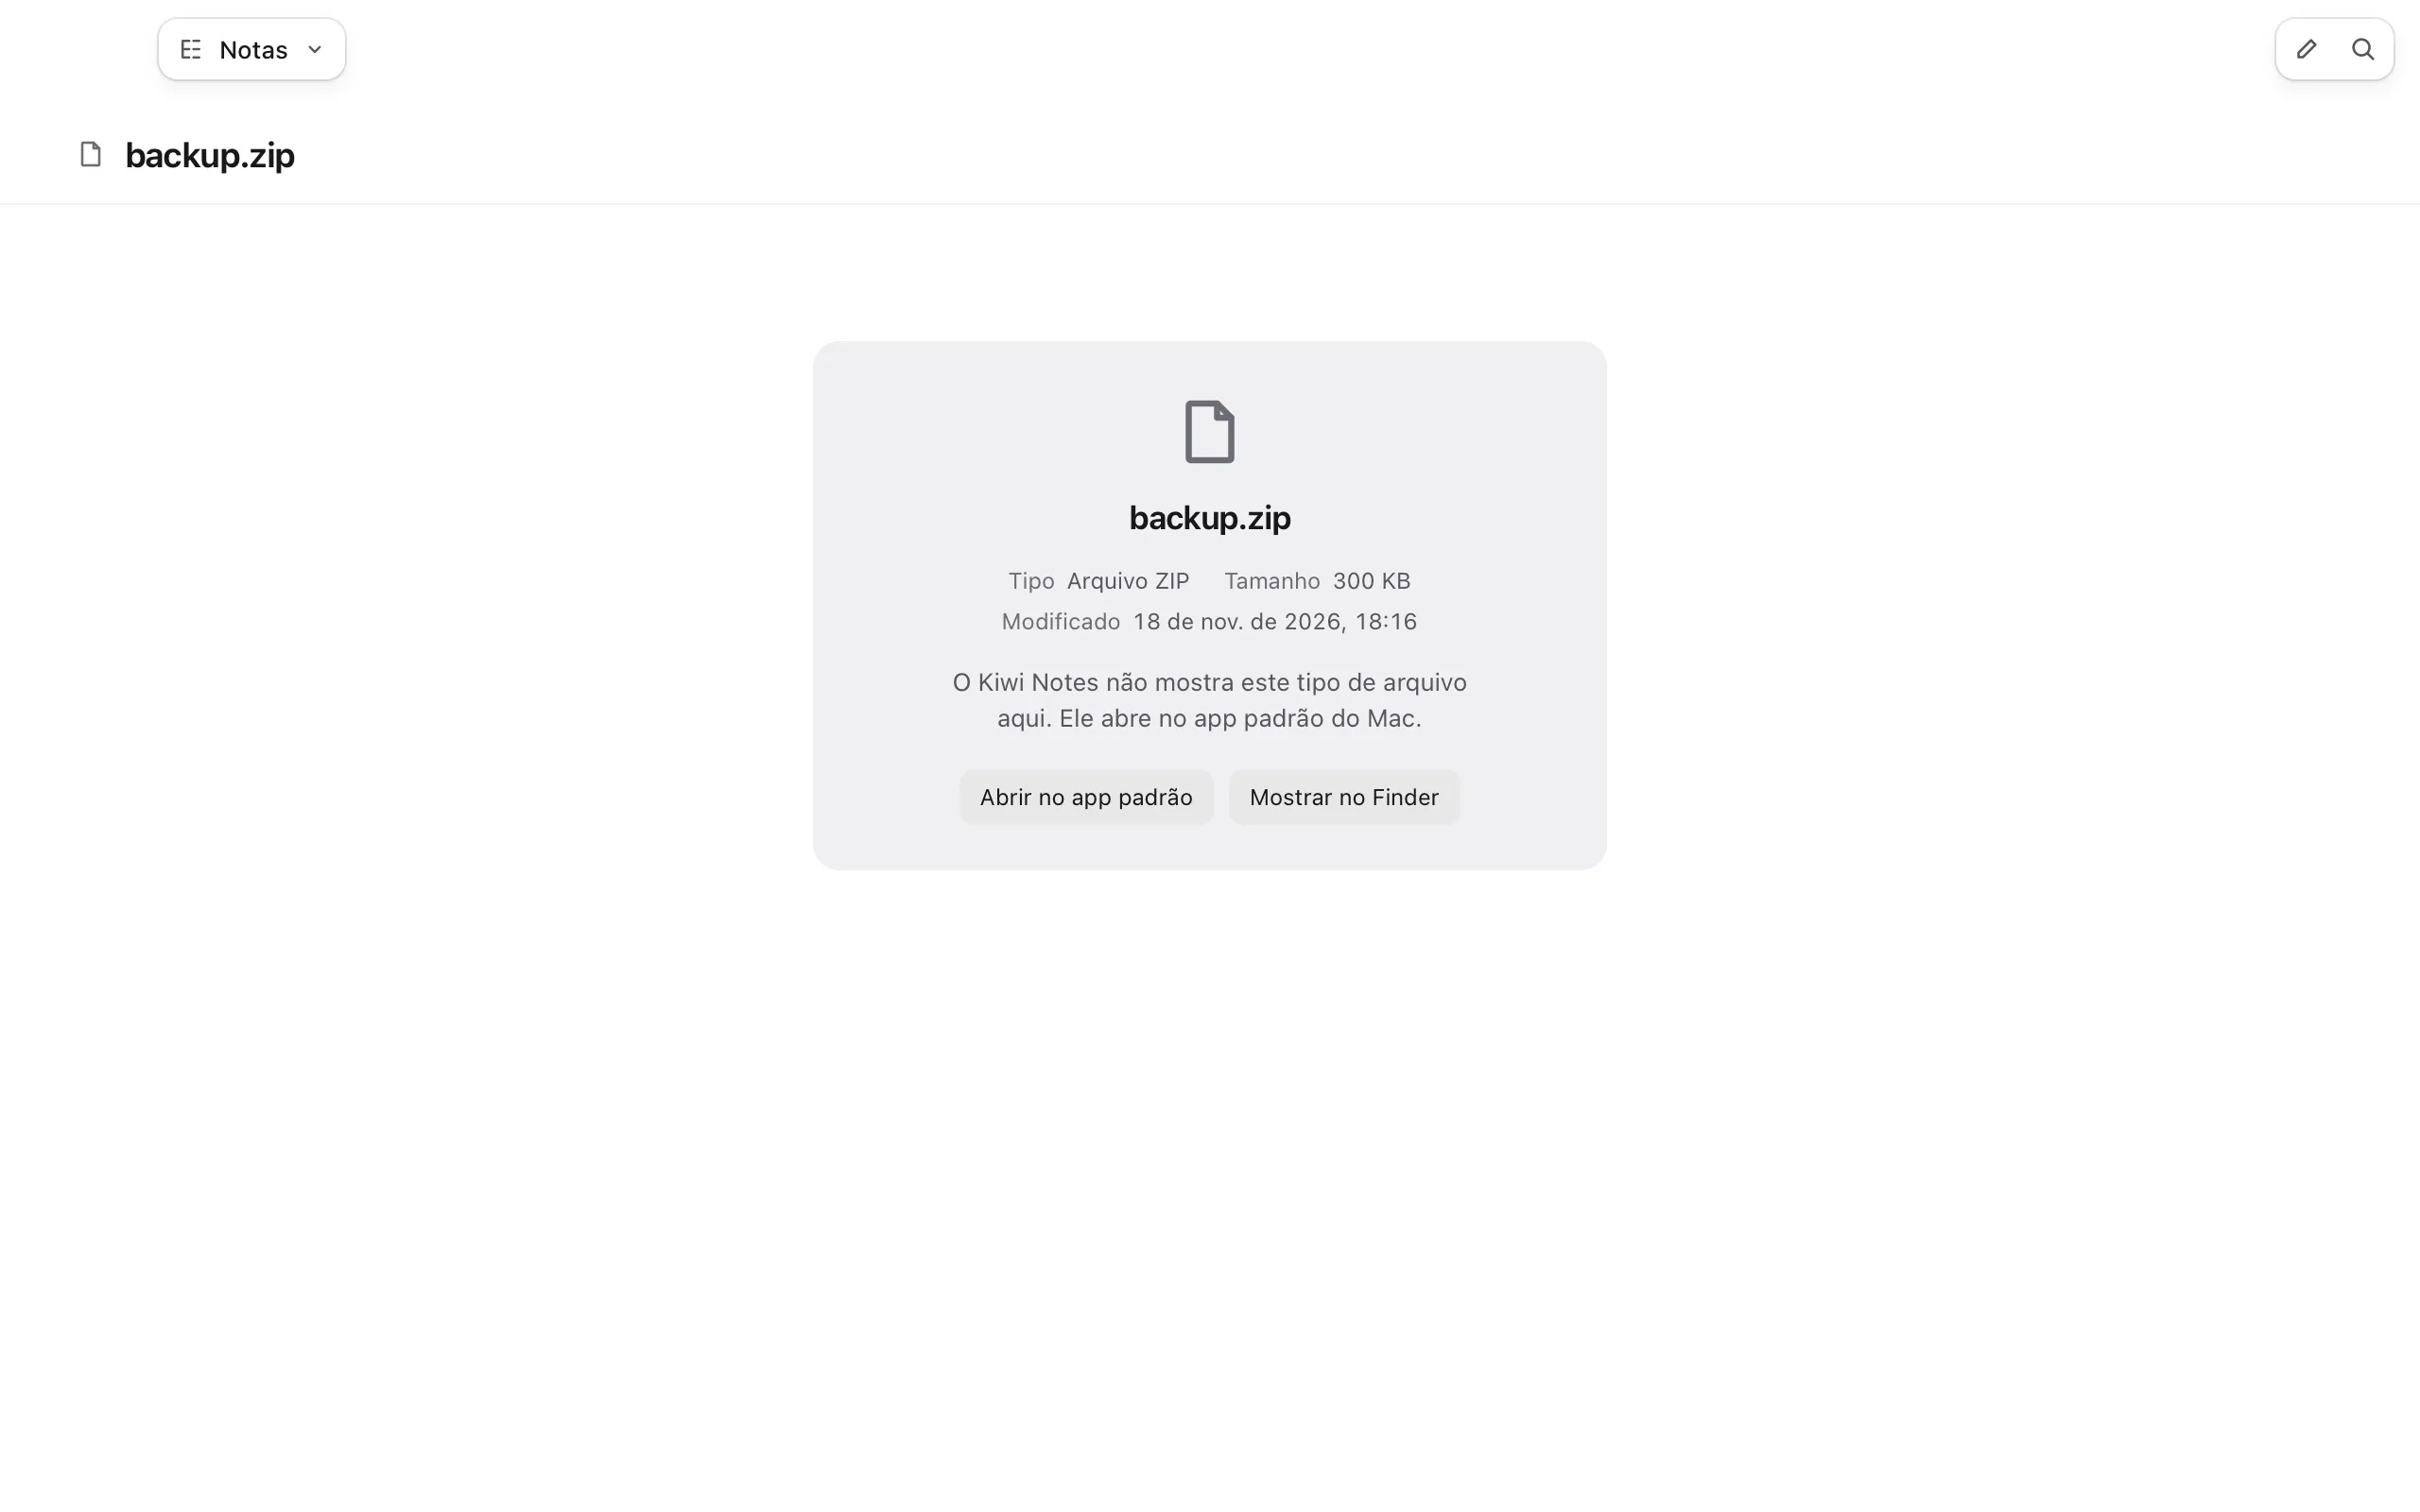 Notas
backup.zip
backup.zip
Tipo Arquivo ZIP Tamanho 300 KB
Modificado 18 de nov. de 2026, 18:16
O Kiwi Notes não mostra este tipo de arquivo
aqui. Ele abre no app padrão do Mac.
Abrir no app padrão Mostrar no Finder